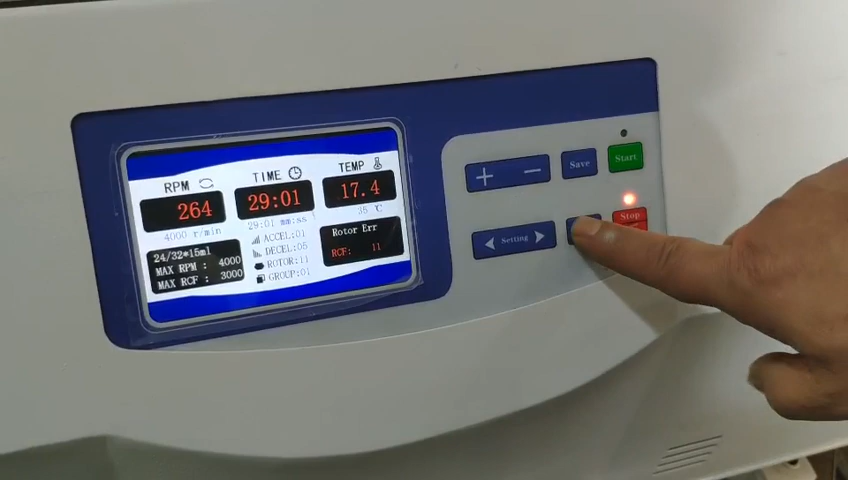 RPM
264
4000 r/min
TIME
29:01
29:01 mm:ss
TEMP
17.4
35 ℃
24/32*15ml
MAX RPM : 4000
MAX RCF : 3000
ACCEL:01
DECEL:05
ROTOR:11
GROUP:01
Rotor Err
RCF: 11
+ −
Save
Start
◀ Setting ▶
Stop